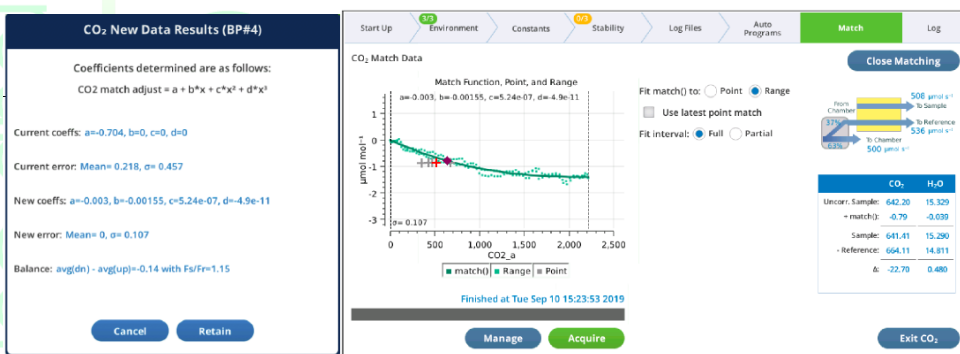 CO₂ New Data Results (BP#4)
Coefficients determined are as follows:
CO2 match adjust = a + b*x + c*x² + d*x³
Current coeffs: a=-0.704, b=0, c=0, d=0
Current error: Mean= 0.218, σ= 0.457
New coeffs: a=-0.003, b=-0.00155, c=5.24e-07, d=-4.9e-11
New error: Mean= 0, σ= 0.107
Balance: avg(dn) - avg(up)=-0.14 with Fs/Fr=1.15
Cancel
Retain
Start Up
3/3
Environment
Constants
0/3
Stability
Log Files
Auto
Programs
Match
Log
CO₂ Match Data
Close Matching
Match Function, Point, and Range
a=-0.003, b=-0.00155, c=5.24e-07, d=-4.9e-11
μmol mol⁻¹
1
0
-1
-2
-3
σ= 0.107
0
500
1,000
1,500
2,000
2,500
CO2_a
match()
Range
Point
Finished at Tue Sep 10 15:23:53 2019
Manage
Acquire
Fit match() to:
Point
Range
Use latest point match
Fit interval:
Full
Partial
From
Chamber
37%
63%
508 μmol s⁻¹
To Sample
To Reference
536 μmol s⁻¹
To Chamber
500 μmol s⁻¹
CO₂ H₂O
Uncorr. Sample: 642.20 15.329
+ match(): -0.79 -0.039
Sample: 641.41 15.290
- Reference: 664.11 14.811
Δ: -22.70 0.480
Exit CO₂